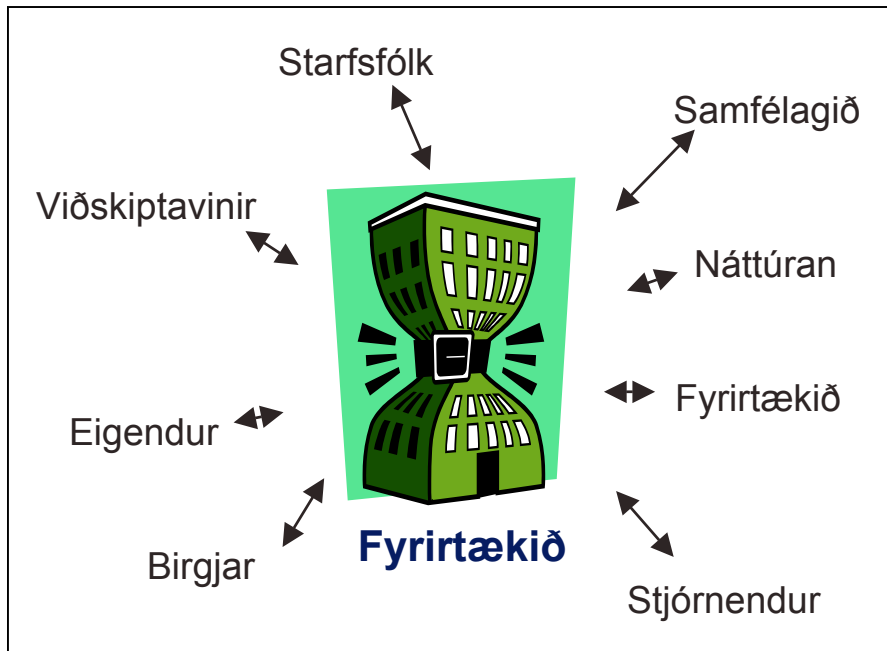 Starfsfólk
Samfélagið
Viðskiptavinir
Náttúran
Fyrirtækið
Eigendur
Birgjar
Fyrirtækið
Stjórnendur